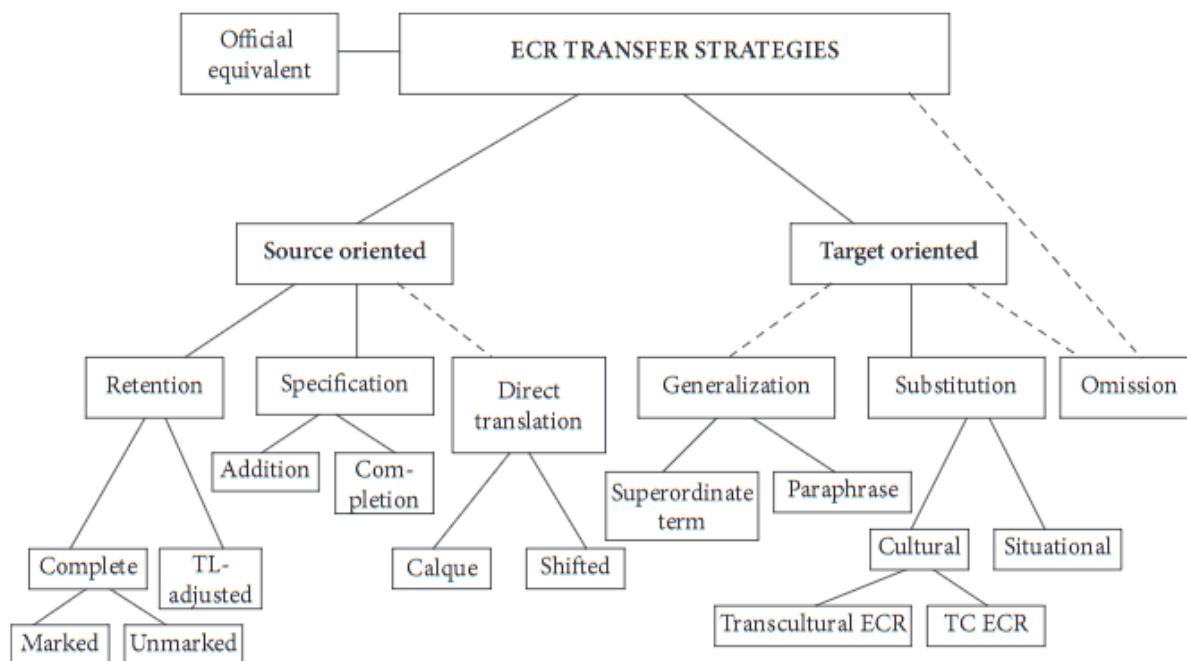 Official
equivalent
ECR TRANSFER STRATEGIES
Source oriented
Target oriented
Retention
Specification
Direct
translation
Generalization
Substitution
Omission
Addition
Com-
pletion
Superordinate
term
Paraphrase
Complete
TL-
adjusted
Calque
Shifted
Cultural
Situational
Marked
Unmarked
Transcultural ECR
TC ECR